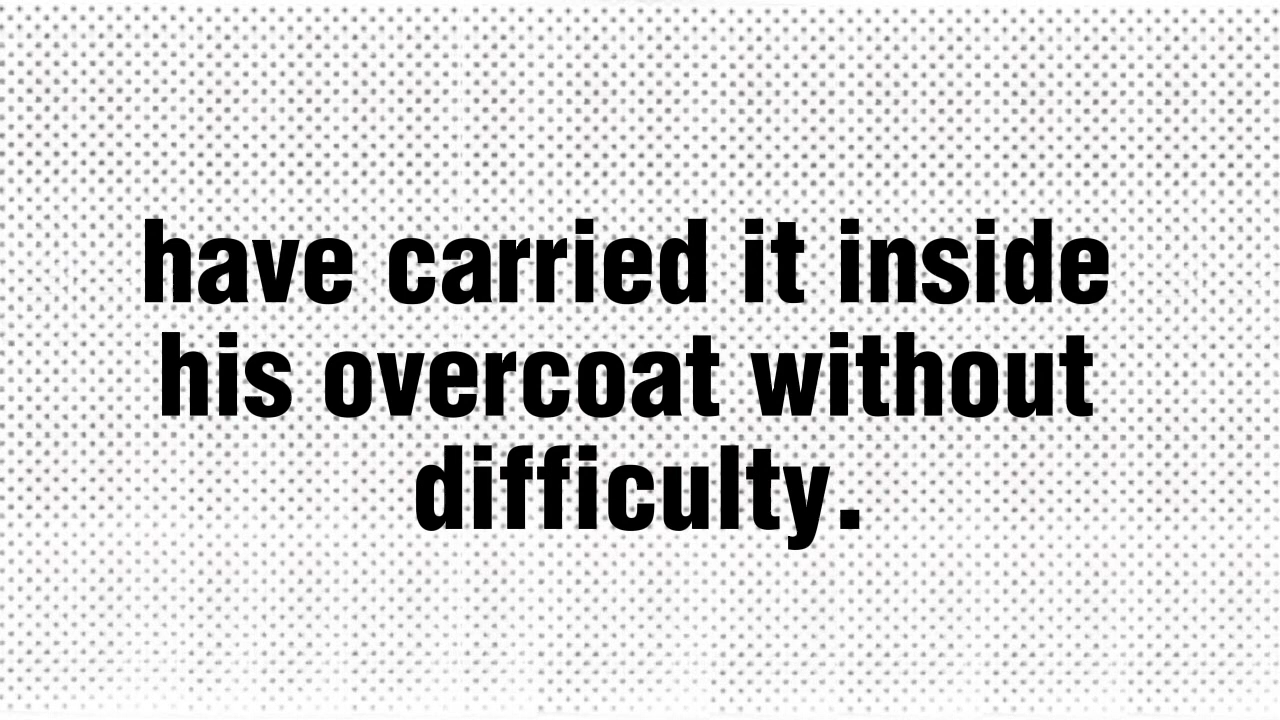 have carried it inside
his overcoat without
difficulty.